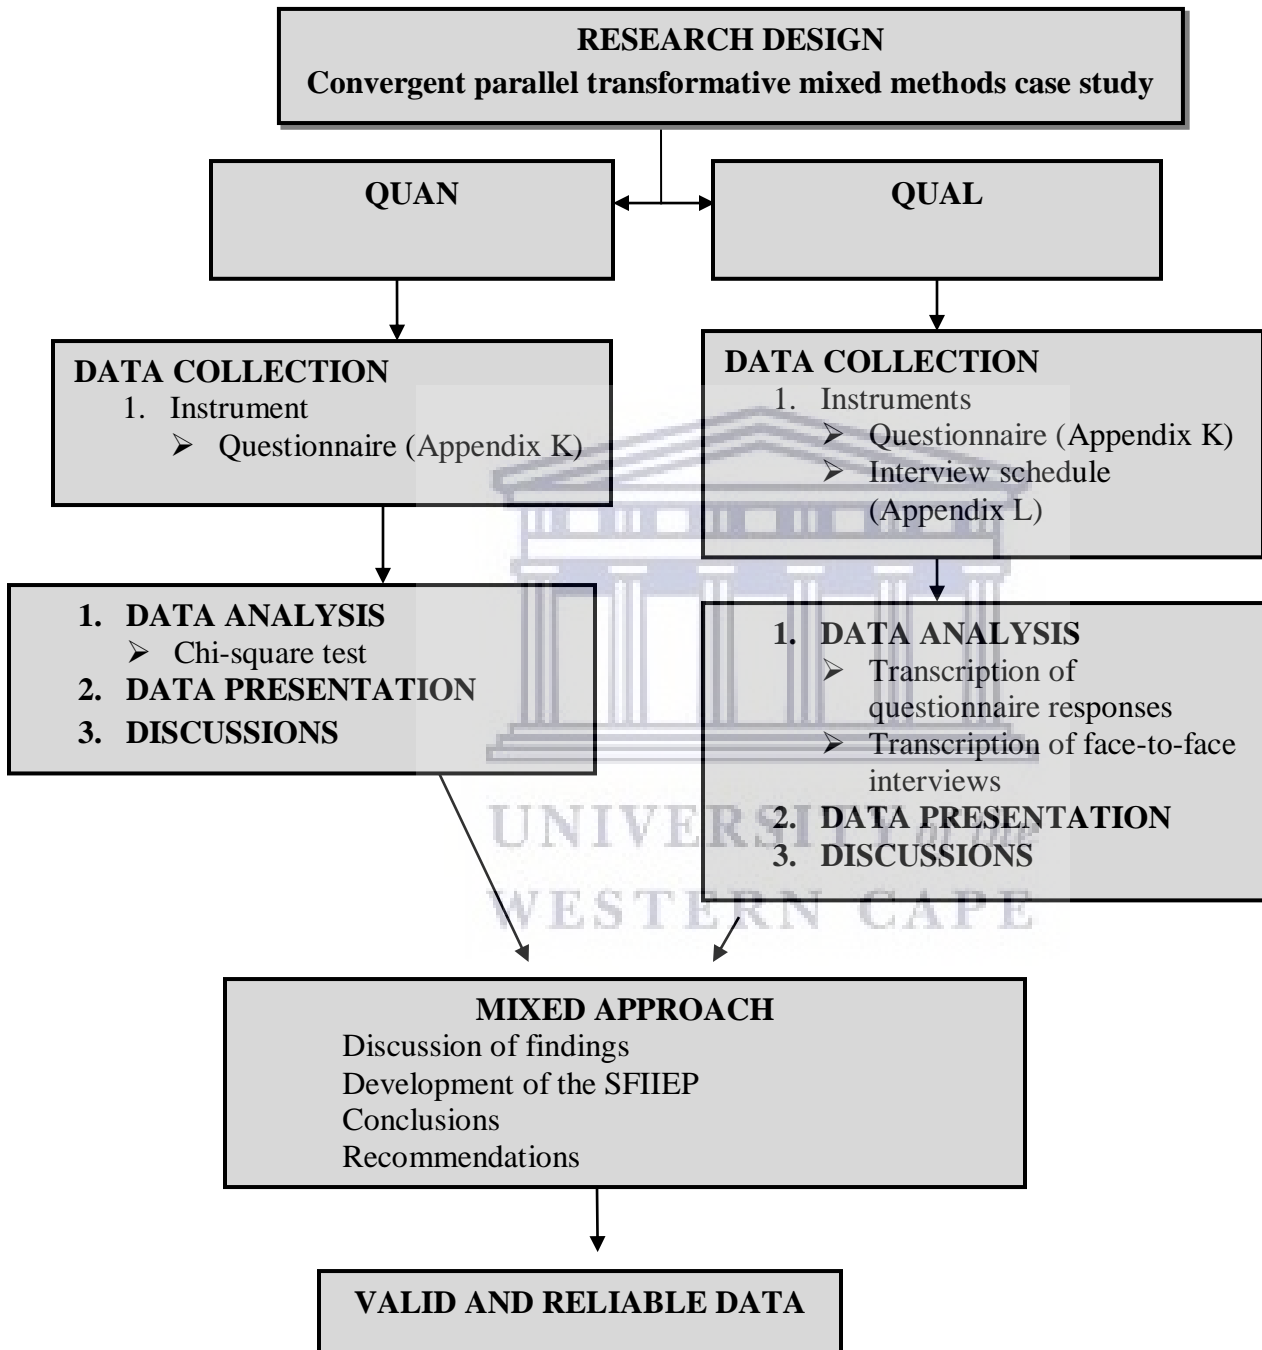 RESEARCH DESIGN
Convergent parallel transformative mixed methods case study
QUAN
QUAL
DATA COLLECTION
1. Instrument
➢ Questionnaire (Appendix K)
DATA COLLECTION
1. Instruments
➢ Questionnaire (Appendix K)
➢ Interview schedule
(Appendix L)
1. DATA ANALYSIS
➢ Chi-square test
2. DATA PRESENTATION
3. DISCUSSIONS
1. DATA ANALYSIS
➢ Transcription of
questionnaire responses
➢ Transcription of face-to-face
interviews
2. DATA PRESENTATION
3. DISCUSSIONS
UNIVERSITY of the
WESTERN CAPE
MIXED APPROACH
Discussion of findings
Development of the SFIIEP
Conclusions
Recommendations
VALID AND RELIABLE DATA